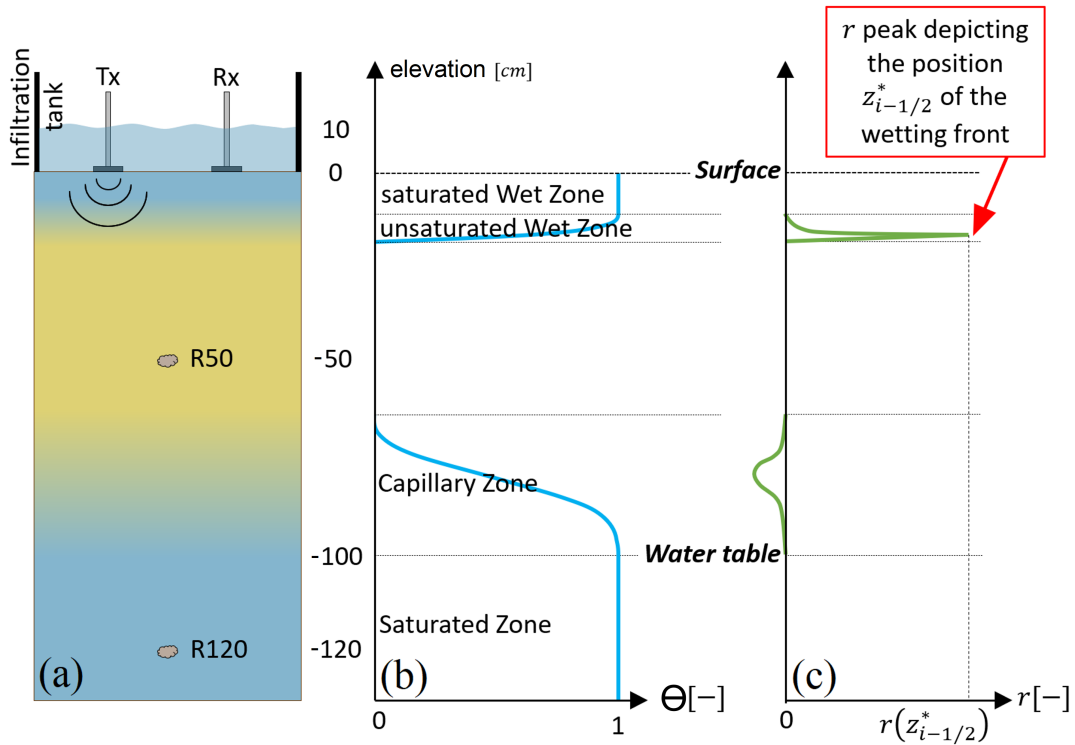 Infiltration
tank
Tx
Rx
R50
R120
(a)
elevation [cm]
10
0
-50
-100
-120
saturated Wet Zone
unsaturated Wet Zone
Capillary Zone
Saturated Zone
(b)
0
1
Θ[−]
Surface
Water table
r peak depicting
the position
z*i−1/2 of the
wetting front
(c)
0
r(z*i−1/2)
r[−]